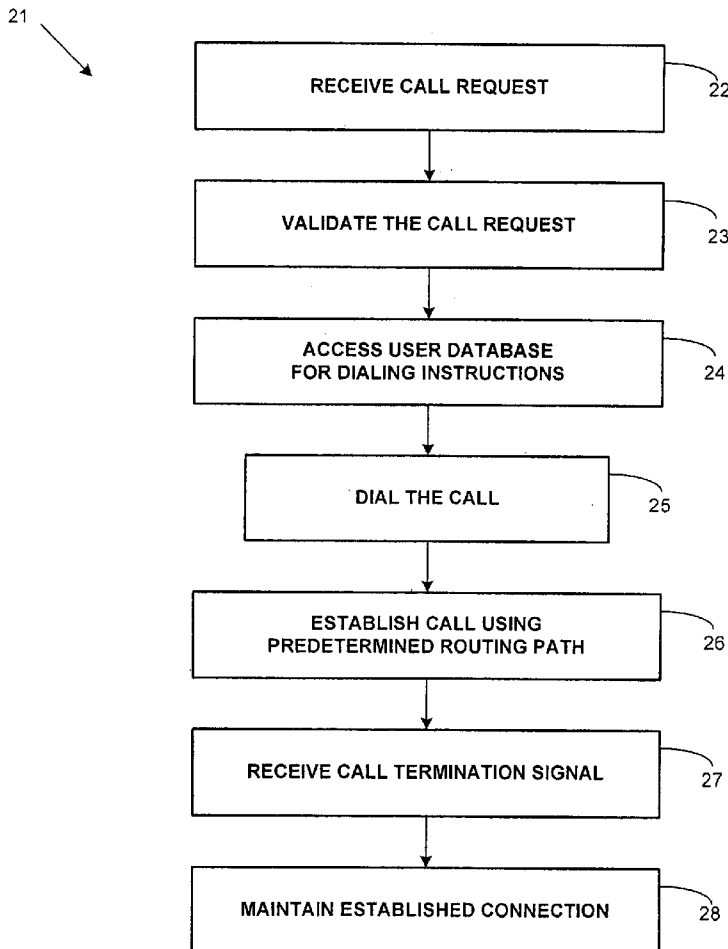 21
RECEIVE CALL REQUEST
22
VALIDATE THE CALL REQUEST
23
ACCESS USER DATABASE
FOR DIALING INSTRUCTIONS
24
DIAL THE CALL
25
ESTABLISH CALL USING
PREDETERMINED ROUTING PATH
26
RECEIVE CALL TERMINATION SIGNAL
27
MAINTAIN ESTABLISHED CONNECTION
28